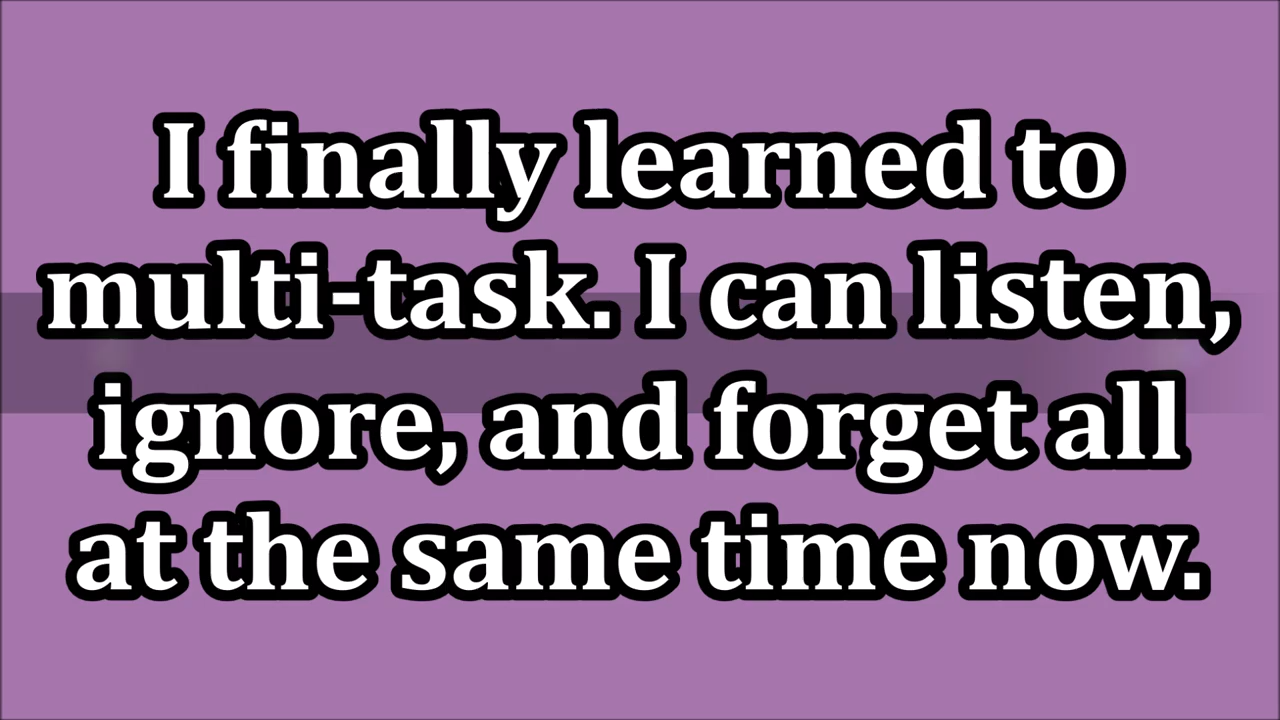 I finally learned to
multi-task. I can listen,
ignore, and forget all
at the same time now.